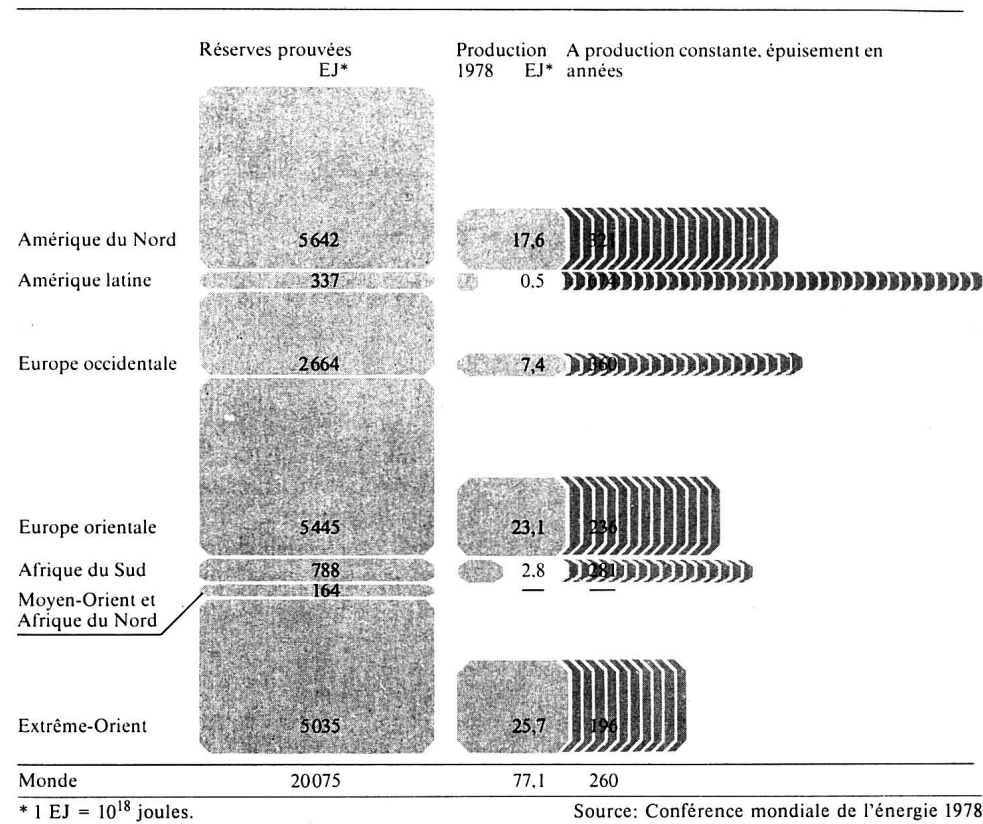 Réserves prouvées Production A production constante, épuisement en
EJ* 1978 EJ* années
Amérique du Nord 5642 17,6 321
Amérique latine 337 0.5 674
Europe occidentale 2664 7,4 360
Europe orientale 5445 23,1 236
Afrique du Sud 788 2.8 281
164
Moyen-Orient et
Afrique du Nord
Extrême-Orient 5035 25,7 196
Monde 20075 77,1 260
* 1 EJ = 10¹⁸ joules. Source: Conférence mondiale de l'énergie 1978